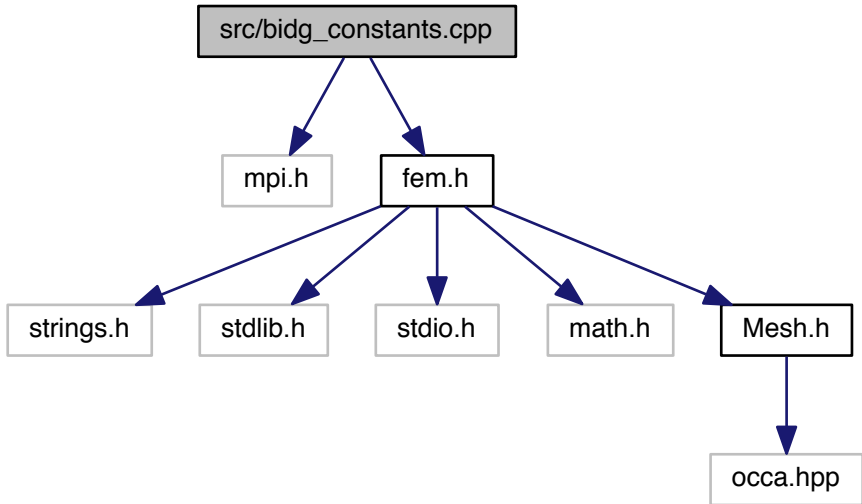 src/bidg_constants.cpp
mpi.h
fem.h
strings.h
stdlib.h
stdio.h
math.h
Mesh.h
occa.hpp